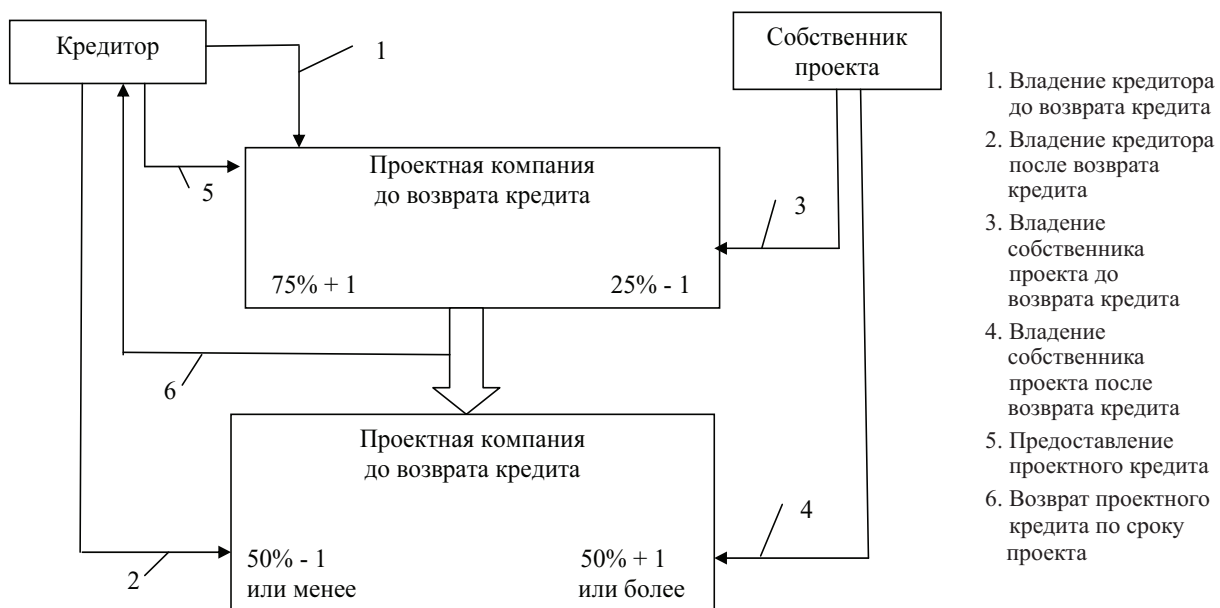 Кредитор
1
Собственник
проекта
Проектная компания
до возврата кредита
5
3
75% + 1
25% - 1
6
Проектная компания
до возврата кредита
4
50% - 1
или менее
50% + 1
или более
2
1. Владение кредитора
до возврата кредита
2. Владение кредитора
после возврата
кредита
3. Владение
собственника
проекта до
возврата кредита
4. Владение
собственника
проекта после
возврата кредита
5. Предоставление
проектного кредита
6. Возврат проектного
кредита по сроку
проекта